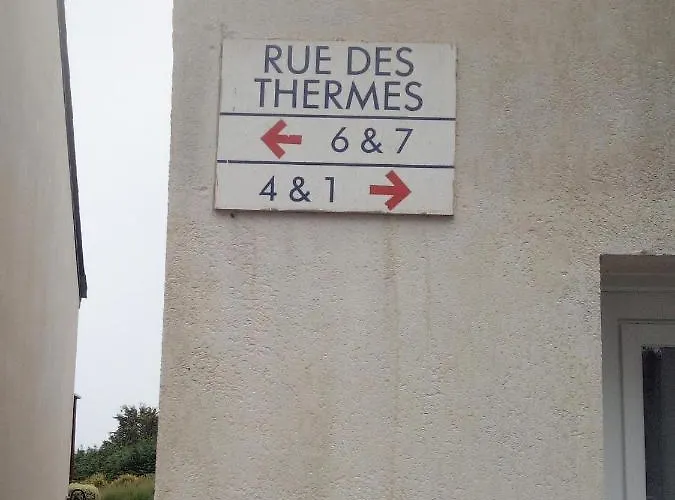 RUE DES
THERMES
← 6 & 7
4 & 1 →